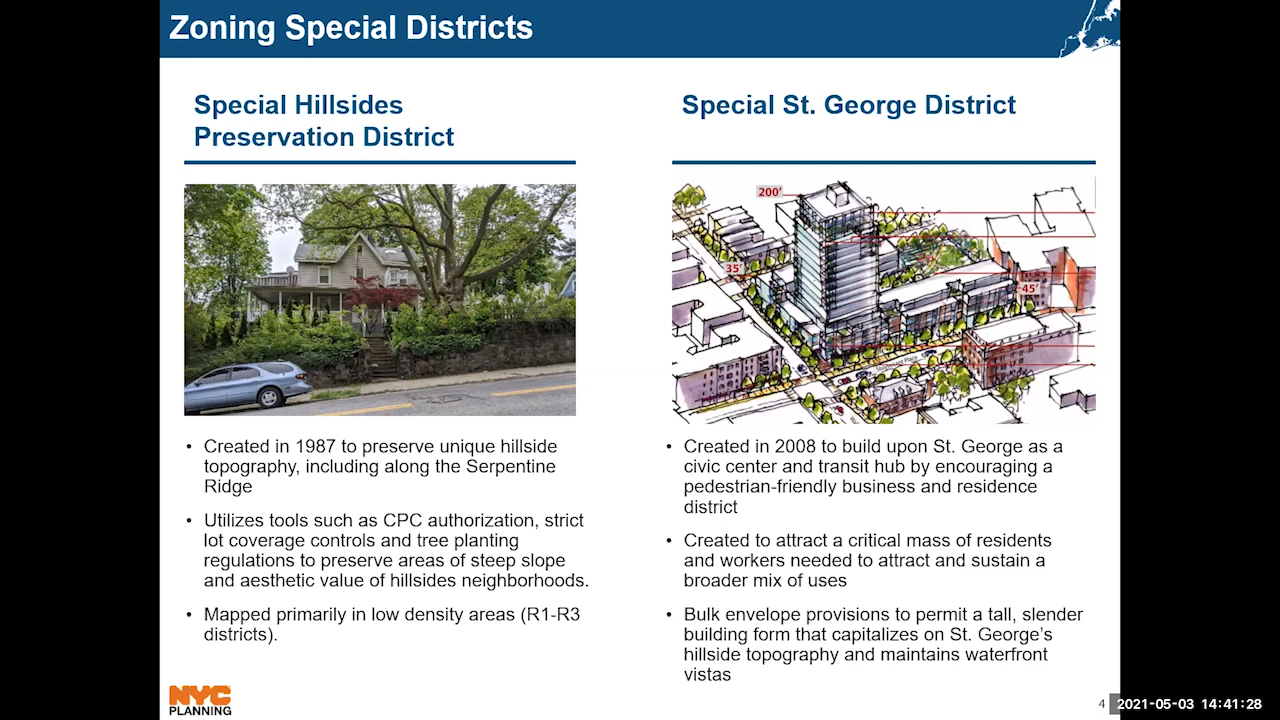 Zoning Special Districts
Special Hillsides
Preservation District
• Created in 1987 to preserve unique hillside
topography, including along the Serpentine
Ridge
• Utilizes tools such as CPC authorization, strict
lot coverage controls and tree planting
regulations to preserve areas of steep slope
and aesthetic value of hillsides neighborhoods.
• Mapped primarily in low density areas (R1-R3
districts).
Special St. George District
200'
35'
45'
• Created in 2008 to build upon St. George as a
civic center and transit hub by encouraging a
pedestrian-friendly business and residence
district
• Created to attract a critical mass of residents
and workers needed to attract and sustain a
broader mix of uses
• Bulk envelope provisions to permit a tall, slender
building form that capitalizes on St. George's
hillside topography and maintains waterfront
vistas
NYC
PLANNING
4
2021-05-03 14:41:28